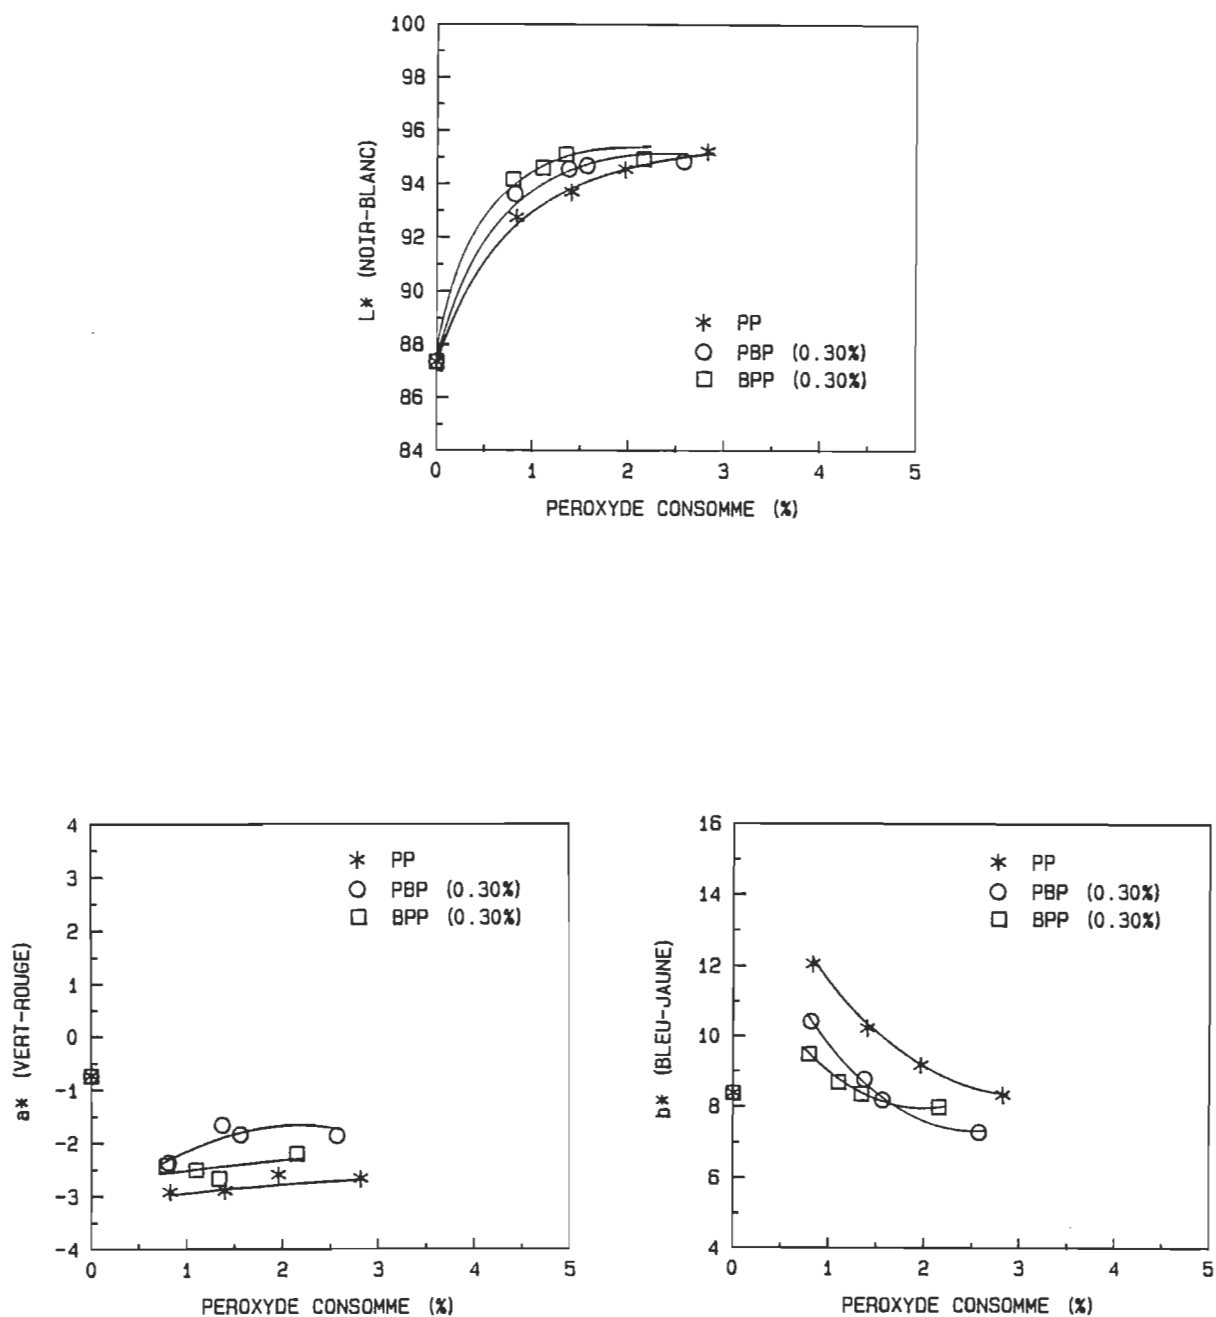 100
98
96
94
92
90
88
86
84
L* (NOIR-BLANC)
* PP
PBP (0.30%)
BPP (0.30%)
0 1 2 3 4 5
PEROXYDE CONSOMME (%)
4
3
2
1
0
-1
-2
-3
-4
a* (VERT-ROUGE)
* PP
PBP (0.30%)
BPP (0.30%)
0 1 2 3 4 5
PEROXYDE CONSOMME (%)
16
14
12
10
8
6
4
b* (BLEU-JAUNE)
* PP
PBP (0.30%)
BPP (0.30%)
0 1 2 3 4 5
PEROXYDE CONSOMME (%)